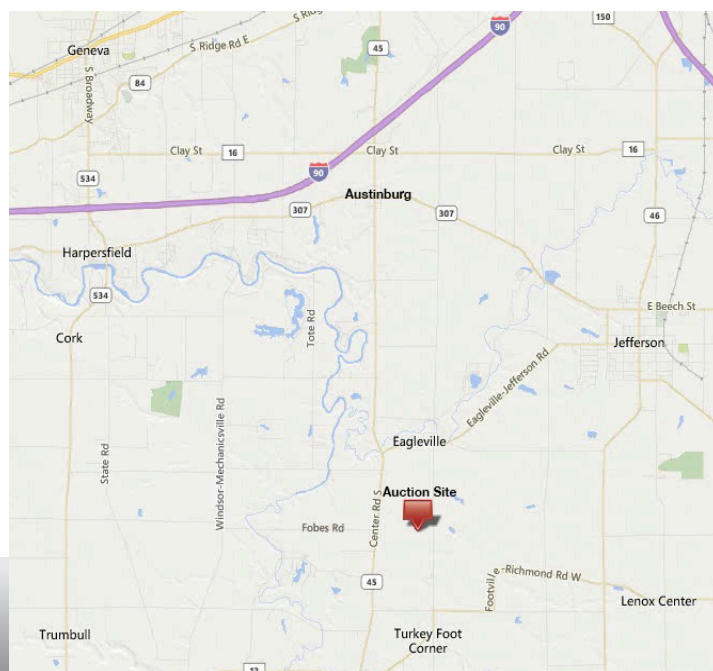 150
90
45
Geneva
S Ridge Rd E
S Ridge Rd E
S Broadway
84
Clay St
16
Clay St
Clay St
16
90
534
Austinburg
307
307
46
Harpersfield
534
E Beech St
Cork
Tote Rd
Jefferson
Eagleville-Jefferson Rd
Windsor-Mechanicsville Rd
State Rd
Eagleville
Auction Site
Center Rd S
Fobes Rd
Footville-Richmond Rd W
45
Lenox Center
Trumbull
Turkey Foot
Corner